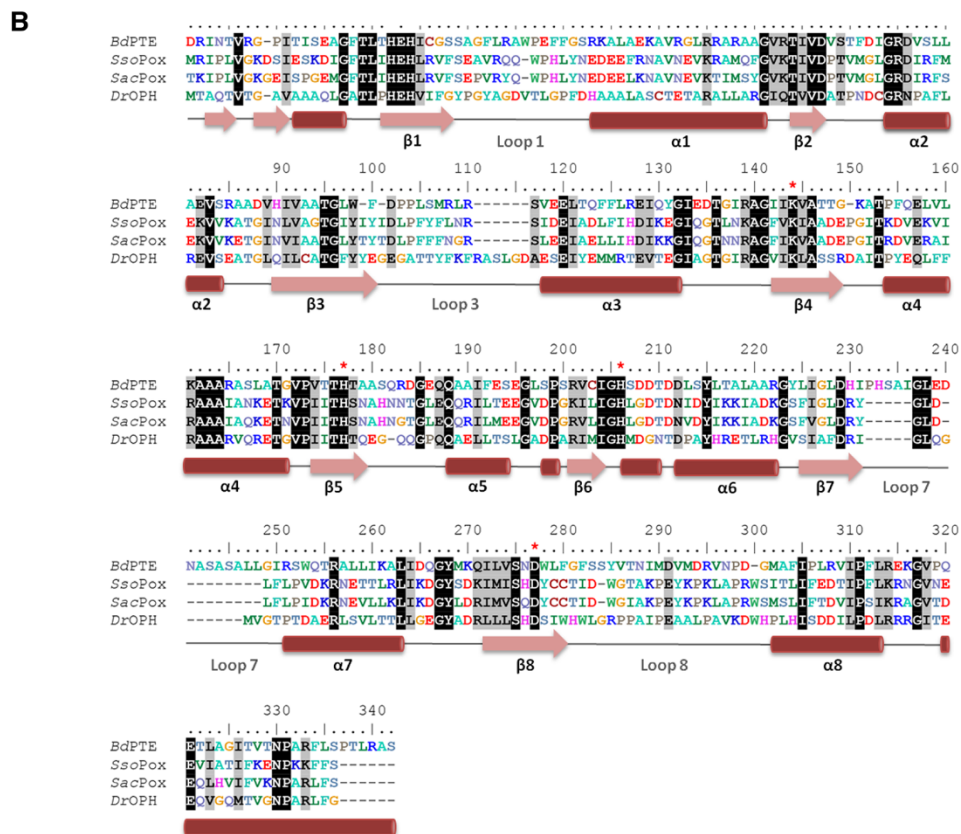 B
BdPTE DRINTVRG-PITISEAGFTLTHEHICGSSAGFLRAWPEFFGSRKALAEKAVRGLRRARAAGVRTIVDVSTFDIGRDVSLL
SsoPox MRIPLVGKDSIESKDIGFTLIHEHLRVFSEAVRQQ-WPHLYNEDEEFRNAVNEVKRAMQFGVKTIVDPTVMGLGRDIRFM
SacPox TKIPLVGKGEISPGEMGFTLIHEHLRVFSEPVRYQ-WPHLYNEDEELKNAVNEVKTIMSYGVKTIVDPTVMGLGRDIRFS
DrOPH MTAQTVTG-AVAAAQLGATLPHEHVIFGYPGYAGDVTLGPFDHAAALASCTETARALLARGIQTVVDATPNDCGRNPAFL
β1 Loop 1 α1 β2 α2
90 100 110 120 130 140 150 160
*
BdPTE AEVSRAADVHIVAATGLW-F-DPPLSMRLR------SVEELTQFFLREIQYGIEDTGIRAGIIKVATTG-KATPFQELVL
SsoPox EKVVKATGINLVAGTGIYIYIDLPFYFLNR------SIDEIADLFIHDIKEGIQGTLNKAGFVKIAADEPGITKDVEKVI
SacPox EKVVKETGINVIAATGLYTYTDLPFFFNGR------SLEEIAELLIHDIKKGIQGTNNRAGFIKIAADEPGITRDVERAI
DrOPH REVSEATGLQILCATGFYYEGEGATTYFKFRASLGDAESEIYEMMRTEVTEGIAGTGIRAGVIKLASSRDAITPYEQLFF
α2 β3 Loop 3 α3 β4 α4
170 180 190 200 210 220 230 240
* *
BdPTE KAAARASLATGVPVTTHTAASQRDGEQQAAIFESEGLSPSRVCIGHSDDTDDLSYLTALAARGYLIGLDHIPHSAIGLED
SsoPox RAAAIANKETKVPIITHSNAHNNTGLEQQRILTEEGVDPGKILIGHLGDTDNIDYIKKIADKGSFIGLDRY-----GLD-
SacPox RAAAIAQKETNVPIITHSNAHNGTGLEQQRILMEEGVDPGRVLIGHLGDTDNVDYIKKIADKGSFVGLDRY-----GLD-
DrOPH RAAARVQRETGVPIITHTQEG-QQGPQQAELLTSLGADPARIMIGHMDGNTDPAYHRETLRHGVSIAFDRI-----GLQG
α4 β5 α5 β6 α6 β7 Loop 7
250 260 270 280 290 300 310 320
*
BdPTE NASASALLGIRSWQTRALLIKALIDQGYMKQILVSNDWLFGFSSYVTNIMDVMDRVNPD-GMAFIPLRVIPFLREKGVPQ
SsoPox --------LFLPVDKRNETTLRLIKDGYSDKIMISHDYCCTID-WGTAKPEYKPKLAPRWSITLIFEDTIPFLKRNGVNE
SacPox --------LFLPIDKRNEVLLKLIKDGYLDRIMVSQDYCCTID-WGIAKPEYKPKLAPRWSMSLIFTDVIPSIKRAGVTD
DrOPH ------MVGTPTDAERLSVLTTLLGEGYADRLLLSHDSIWHWLGRPPAIPEAALPAVKDWHPLHISDDILPDLRRRGITE
Loop 7 α7 β8 Loop 8 α8
330 340
BdPTE ETLAGITVTNPARFLSPTLRAS
SsoPox EVIATIFKENPKKFFS------
SacPox EQLHVIFVKNPARLFS------
DrOPH EQVGQMTVGNPARLFG------